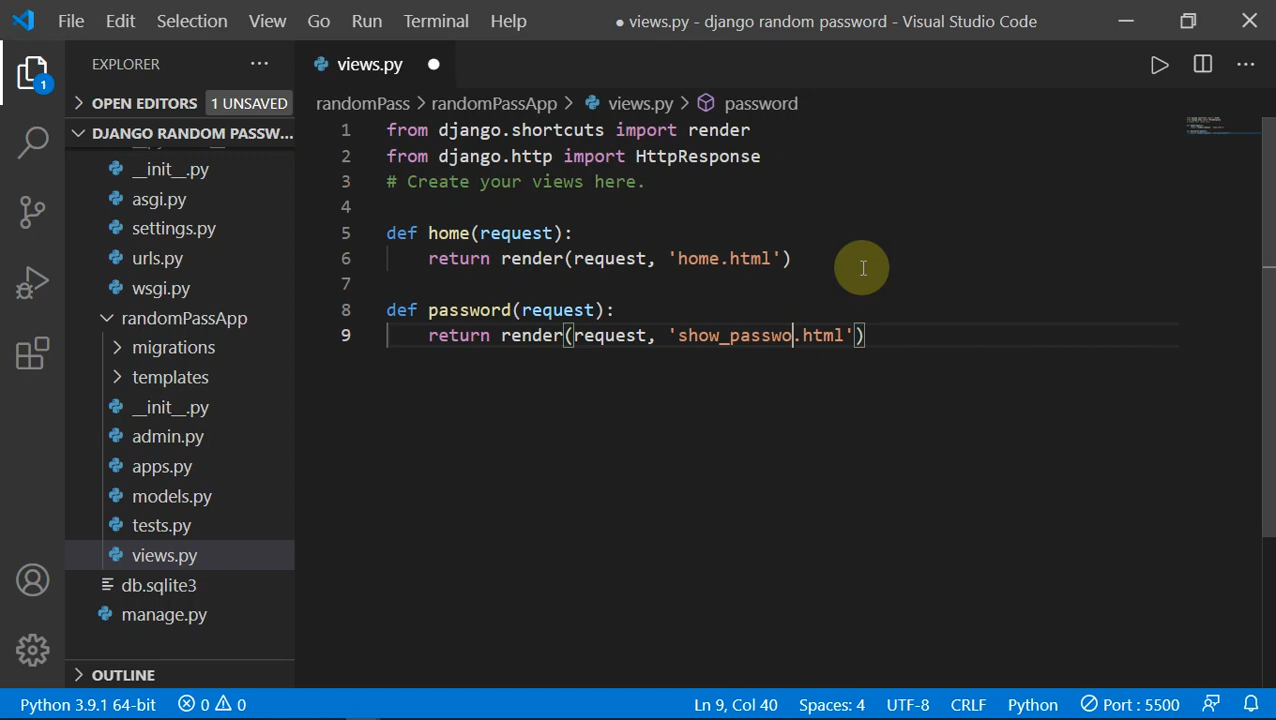 File Edit Selection View Go Run Terminal Help ● views.py - django random password - Visual Studio Code
EXPLORER ···
views.py
OPEN EDITORS 1 UNSAVED
randomPass > randomPassApp > views.py > password
1
DJANGO RANDOM PASSW...
__init__.py
asgi.py
settings.py
urls.py
wsgi.py
randomPassApp
migrations
templates
__init__.py
admin.py
apps.py
models.py
tests.py
views.py
db.sqlite3
manage.py
OUTLINE
1 from django.shortcuts import render
2 from django.http import HttpResponse
3 # Create your views here.
4
5 def home(request):
6 return render(request, 'home.html')
7
8 def password(request):
9 return render(request, 'show_passwo.html')
Python 3.9.1 64-bit 0 0 Ln 9, Col 40 Spaces: 4 UTF-8 CRLF Python Port : 5500